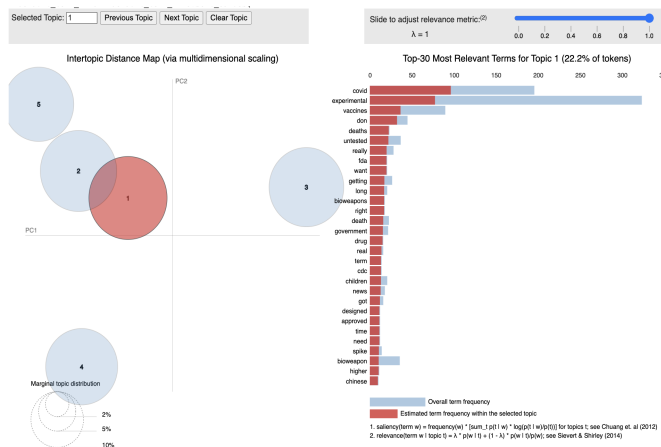 Selected Topic: 1 Previous Topic Next Topic Clear Topic
Slide to adjust relevance metric:(2)
λ = 1
0.0 0.2 0.4 0.6 0.8 1.0
Intertopic Distance Map (via multidimensional scaling)
PC2
PC1
5
2
1
3
4
Marginal topic distribution
2%
5%
10%
Top-30 Most Relevant Terms for Topic 1 (22.2% of tokens)
0 50 100 150 200 250 300
covid
experimental
vaccines
don
deaths
untested
really
fda
want
getting
long
bioweapons
right
death
government
drug
real
term
cdc
children
news
got
designed
approved
time
need
spike
bioweapon
higher
chinese
Overall term frequency
Estimated term frequency within the selected topic
1. saliency(term w) = frequency(w) * [sum_t p(t | w) * log(p(t | w)/p(t))] for topics t; see Chuang et. al (2012)
2. relevance(term w | topic t) = λ * p(w | t) + (1 - λ) * p(w | t)/p(w); see Sievert & Shirley (2014)